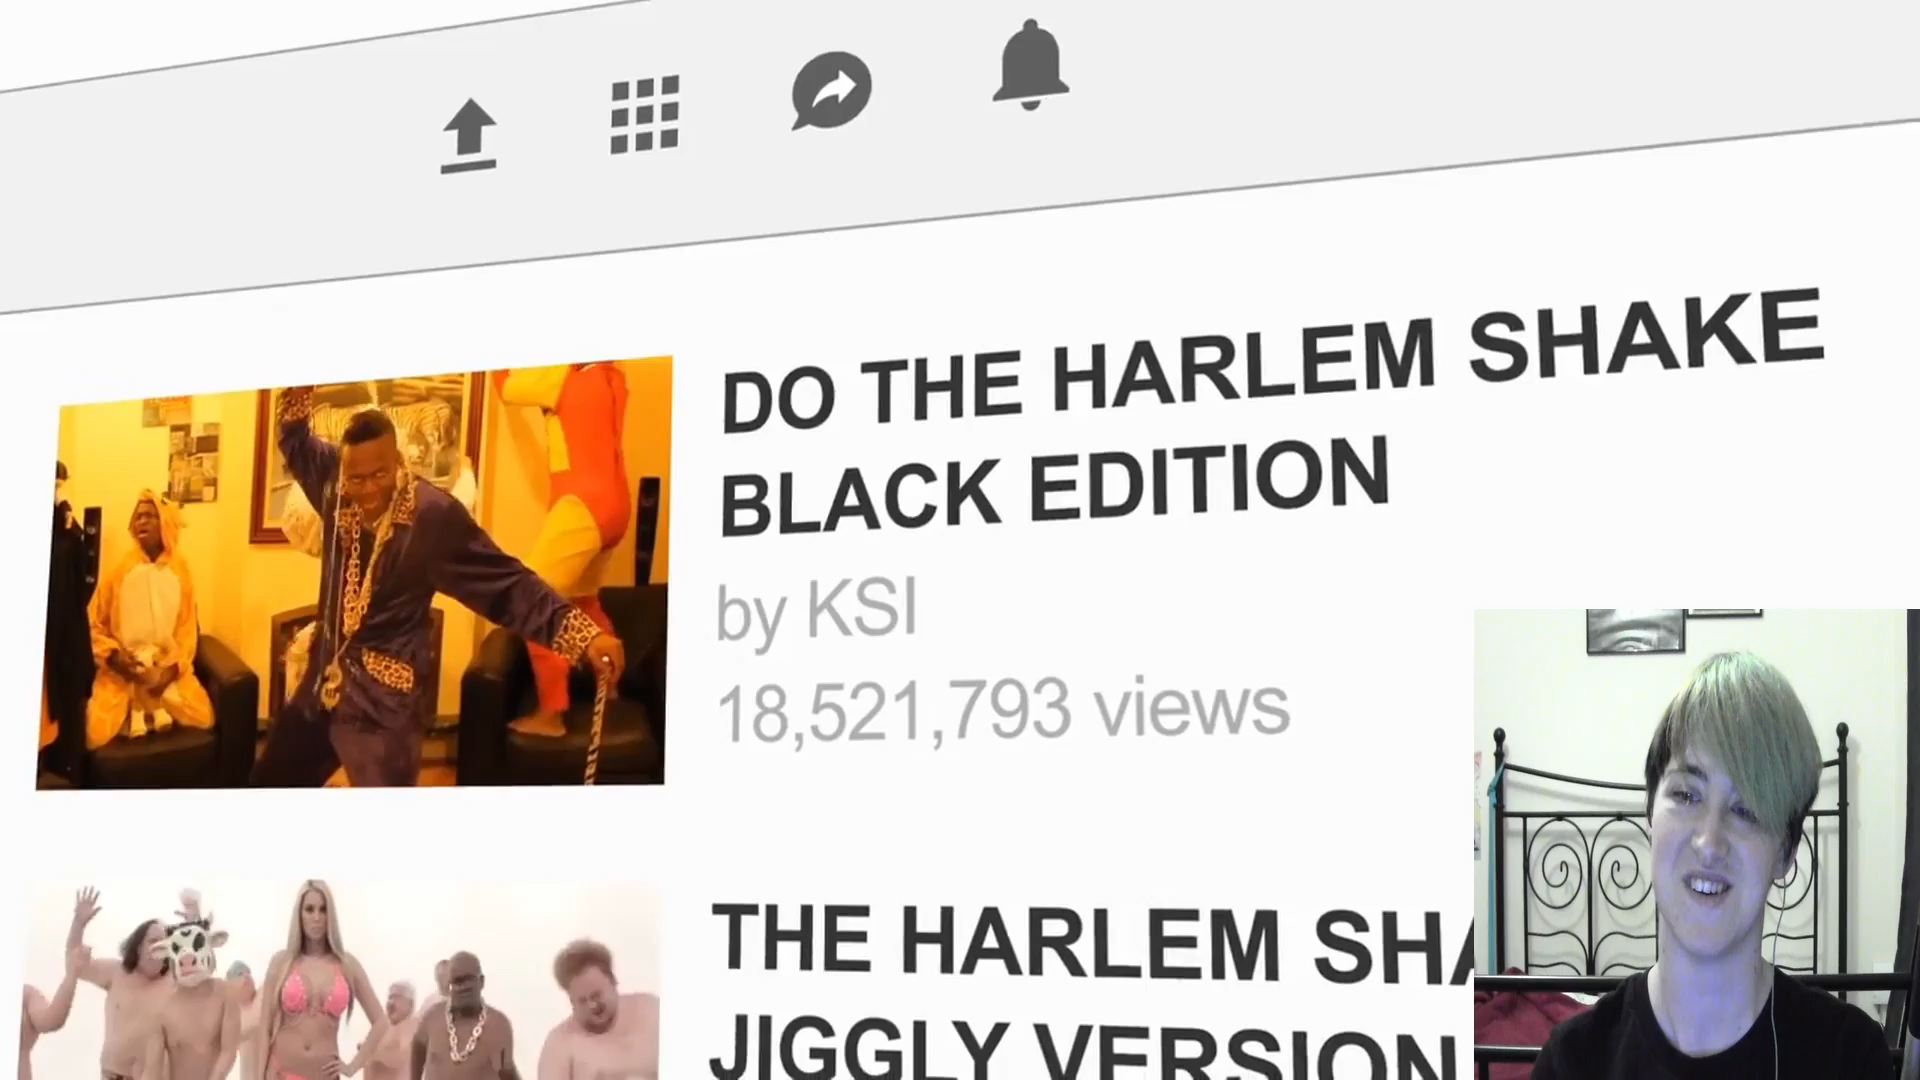 DO THE HARLEM SHAKE
BLACK EDITION
by KSI
18,521,793 views
THE HARLEM SHA
JIGGLY VERSION